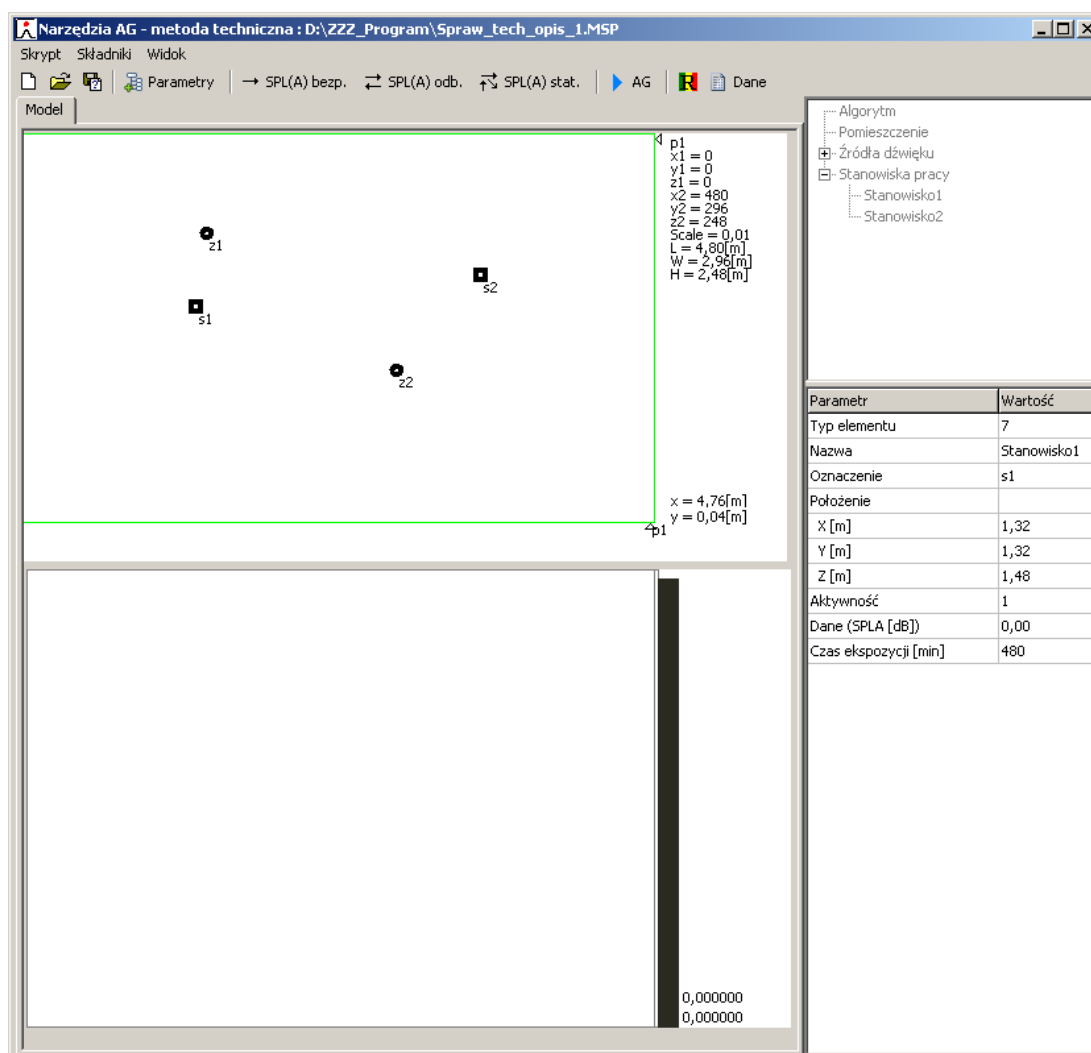 Narzędzia AG - metoda techniczna : D:\ZZZ_Program\Spraw_tech_opis_1.MSP
Skrypt Składniki Widok
Parametry → SPL(A) bezp. SPL(A) odb. SPL(A) stat. AG R Dane
Model
p1
x1 = 0
y1 = 0
z1 = 0
x2 = 480
y2 = 296
z2 = 248
Scale = 0,01
L = 4,80[m]
W = 2,96[m]
H = 2,48[m]
z1
s2
s1
z2
x = 4,76[m]
y = 0,04[m]
p1
0,000000
0,000000
Algorytm
Pomieszczenie
Źródła dźwięku
Stanowiska pracy
Stanowisko1
Stanowisko2
Parametr Wartość
Typ elementu 7
Nazwa Stanowisko1
Oznaczenie s1
Położenie
X [m] 1,32
Y [m] 1,32
Z [m] 1,48
Aktywność 1
Dane (SPLA [dB]) 0,00
Czas ekspozycji [min] 480